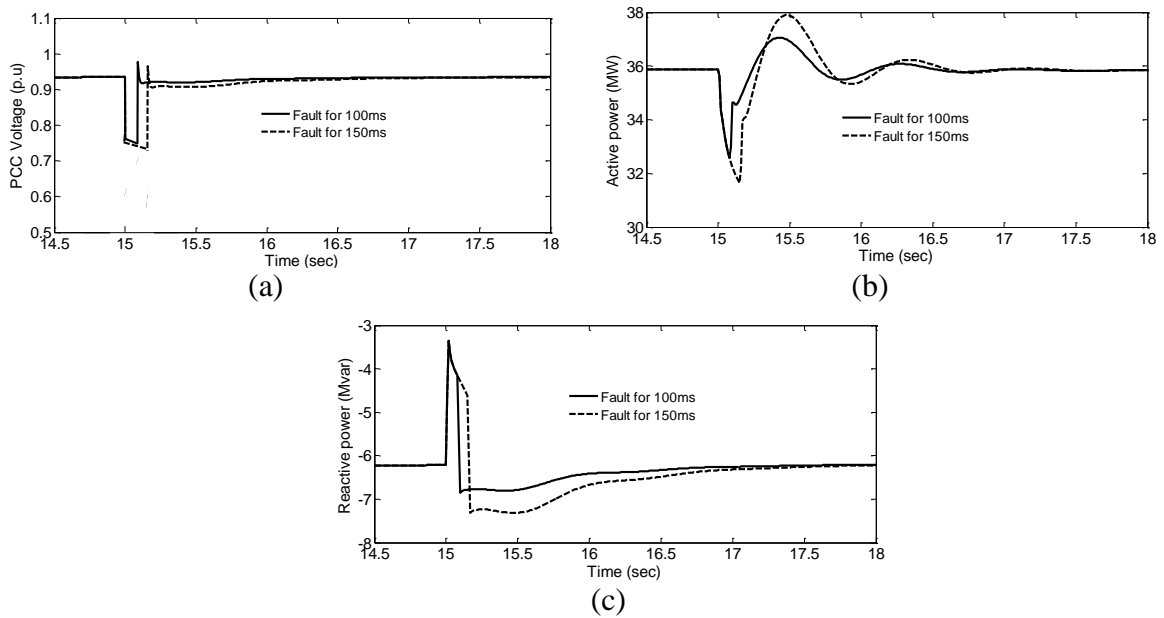 1.1
1
0.9
0.8
0.7
0.6
0.5
PCC Voltage (p.u)
Fault for 100ms
Fault for 150ms
14.5 15 15.5 16 16.5 17 17.5 18
Time (sec)
(a)
38
36
34
32
30
Active power (MW)
Fault for 100ms
Fault for 150ms
14.5 15 15.5 16 16.5 17 17.5 18
Time (sec)
(b)
-3
-4
-5
-6
-7
-8
Reactive power (Mvar)
Fault for 100ms
Fault for 150ms
14.5 15 15.5 16 16.5 17 17.5 18
Time (sec)
(c)